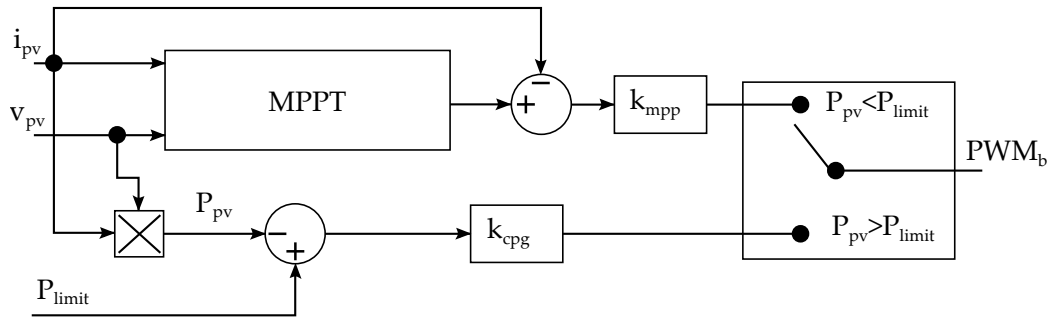 i_pv
MPPT
+
−
k_mpp
P_pv<P_limit
v_pv
PWM_b
P_pv
−
+
k_cpg
P_pv>P_limit
P_limit